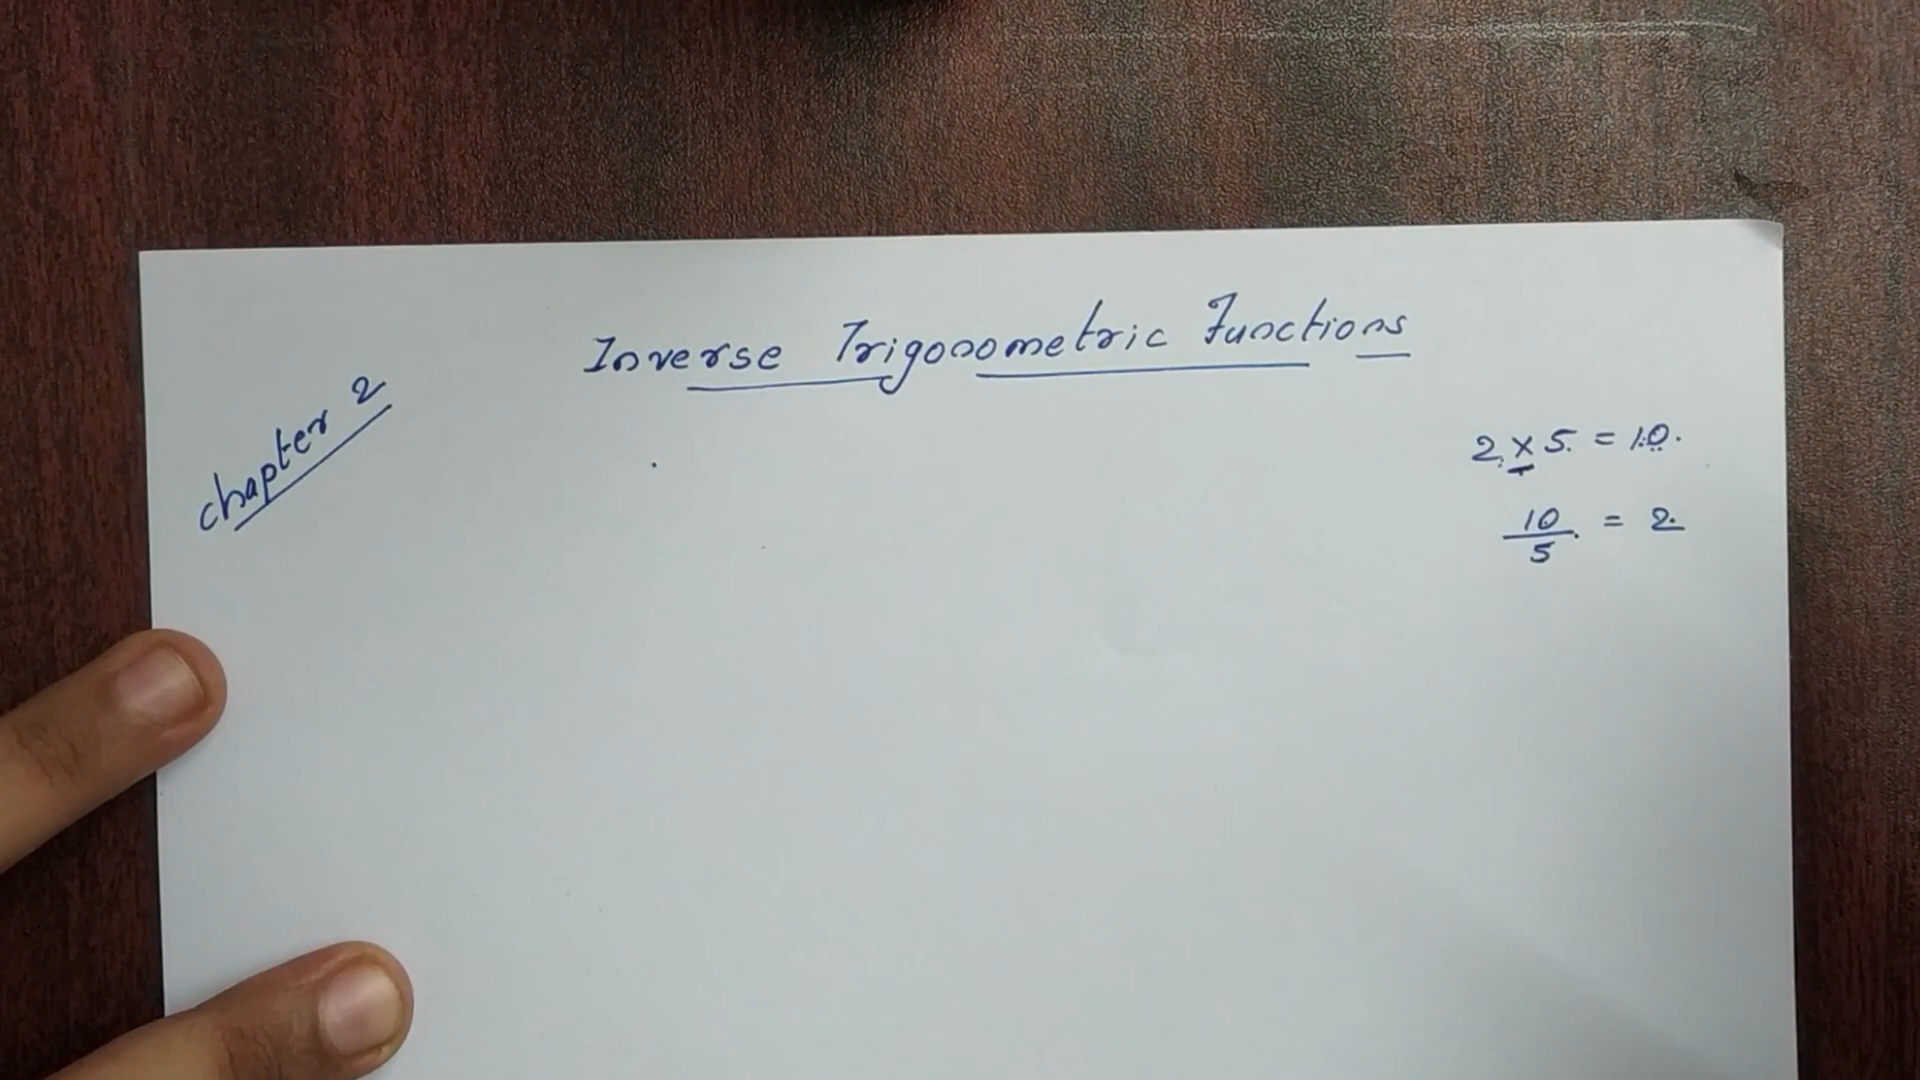 Inverse Trigonometric Functions
chapter 2
2 x 5 = 10.
10/5 = 2